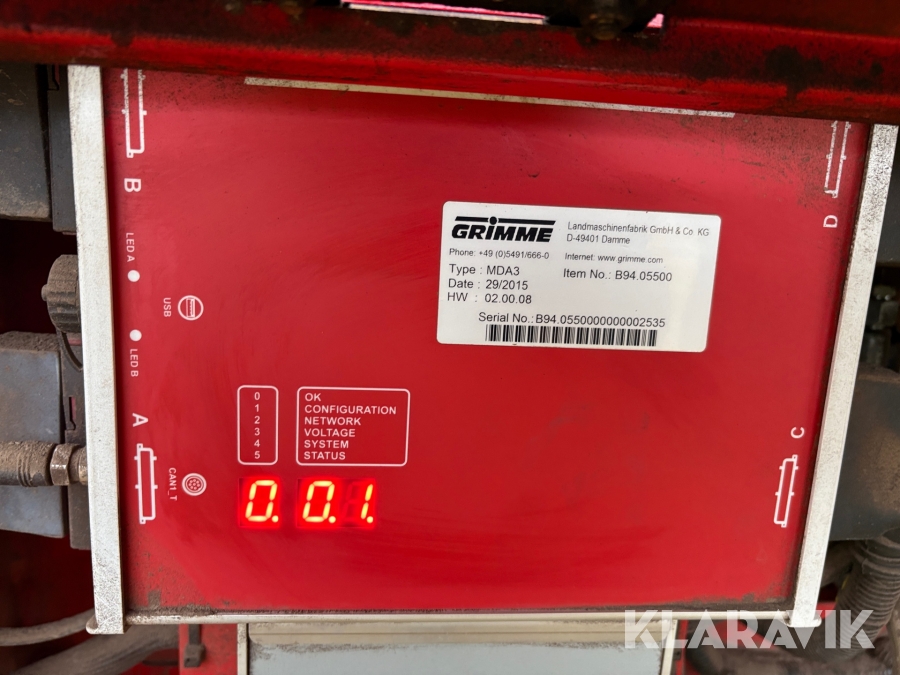 GRIMME
Landmaschinenfabrik GmbH & Co. KG
D-49401 Damme
Phone: +49 (0)5491/666-0 Internet: www.grimme.com
Type : MDA3 Item No.: B94.05500
Date : 29/2015
HW : 02.00.08
Serial No.: B94.0550000000002535
B
D
LED A
USB
LED B
A
C
CAN1_T
0 OK
1 CONFIGURATION
2 NETWORK
3 VOLTAGE
4 SYSTEM
5 STATUS
0.0.1.
KLARAVIK